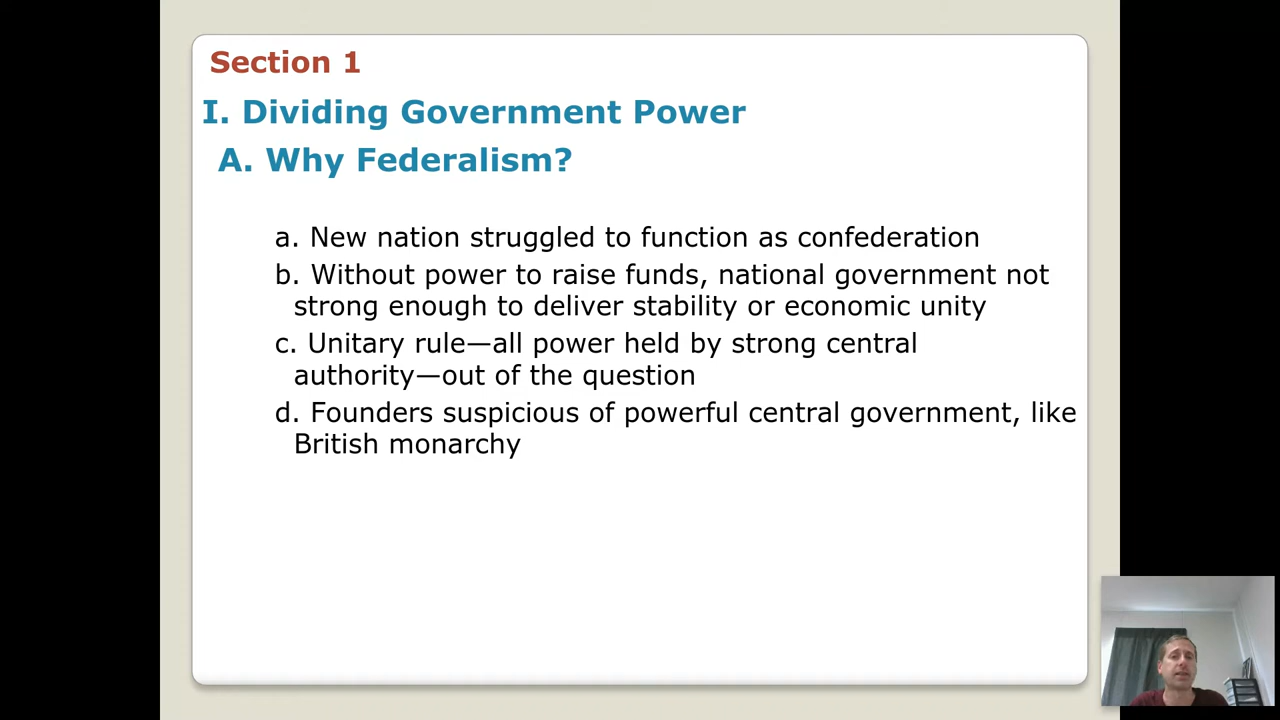 Section 1
I. Dividing Government Power
A. Why Federalism?
a. New nation struggled to function as confederation
b. Without power to raise funds, national government not
strong enough to deliver stability or economic unity
c. Unitary rule—all power held by strong central
authority—out of the question
d. Founders suspicious of powerful central government, like
British monarchy